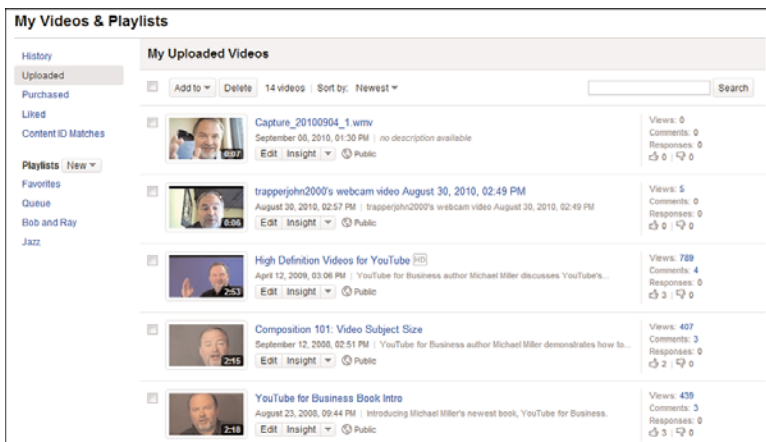 My Videos & Playlists
History
Uploaded
Purchased
Liked
Content ID Matches
Playlists New
Favorites
Queue
Bob and Ray
Jazz
My Uploaded Videos
Add to Delete 14 videos | Sort by: Newest Search
Capture_20100904_1.wmv
September 08, 2010, 01:30 PM | no description available
Edit Insight Public
0:07
Views: 0
Comments: 0
Responses: 0
0 | 0
trapperjohn2000's webcam video August 30, 2010, 02:49 PM
August 30, 2010, 02:57 PM | trapperjohn2000's webcam video August 30, 2010, 02:49 PM
Edit Insight Public
0:06
Views: 5
Comments: 0
Responses: 0
0 | 0
High Definition Videos for YouTube HD
April 12, 2009, 03:06 PM | YouTube for Business author Michael Miller discusses YouTube's...
Edit Insight Public
2:53
Views: 789
Comments: 4
Responses: 0
3 | 0
Composition 101: Video Subject Size
September 12, 2008, 02:51 PM | YouTube for Business author Michael Miller demonstrates how to...
Edit Insight Public
2:15
Views: 407
Comments: 3
Responses: 0
2 | 0
YouTube for Business Book Intro
August 23, 2008, 09:44 PM | Introducing Michael Miller's newest book, YouTube for Business.
Edit Insight Public
2:18
Views: 439
Comments: 3
Responses: 0
3 | 0